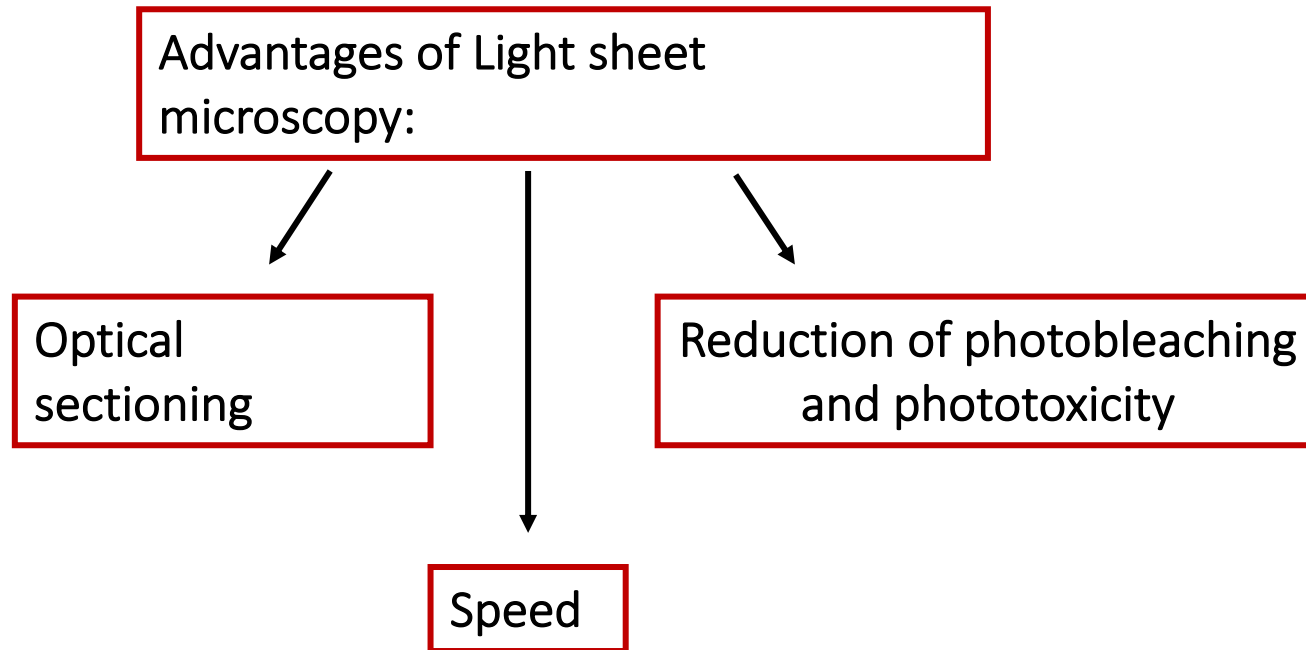 Advantages of Light sheet
microscopy:
Optical
sectioning
Reduction of photobleaching
and phototoxicity
Speed